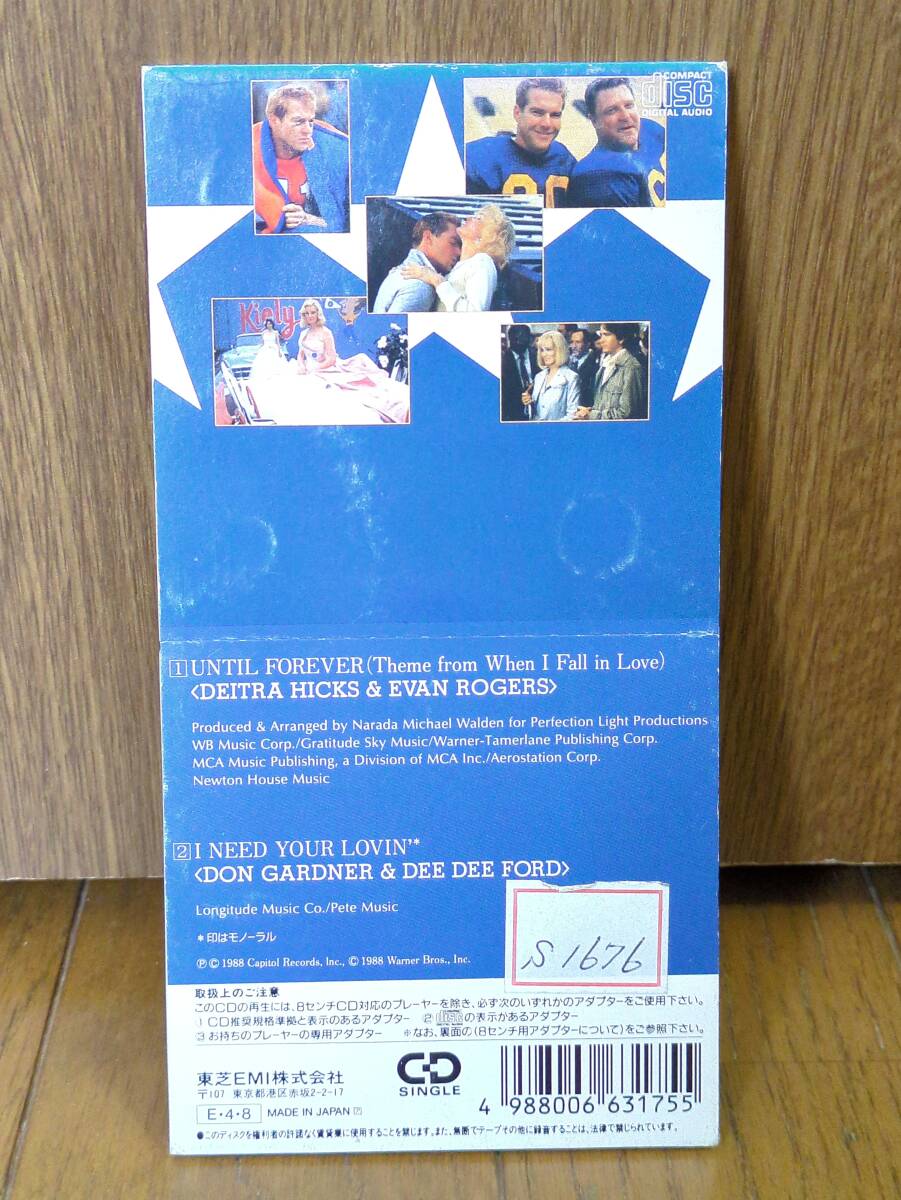 COMPACT
disc
DIGITAL AUDIO
Kiely
1 UNTIL FOREVER (Theme from When I Fall in Love)
<DEITRA HICKS & EVAN ROGERS>
Produced & Arranged by Narada Michael Walden for Perfection Light Productions
WB Music Corp./Gratitude Sky Music/Warner-Tamerlane Publishing Corp.
MCA Music Publishing, a Division of MCA Inc./Aerostation Corp.
Newton House Music
2 I NEED YOUR LOVIN'*
<DON GARDNER & DEE DEE FORD>
Longitude Music Co./Pete Music
*印はモノーラル
℗© 1988 Capitol Records, Inc., © 1988 Warner Bros., Inc.
S1676
取扱上のご注意
このCDの再生には、8センチCD対応のプレーヤーを除き、必ず次のいずれかのアダプターをご使用下さい。
①CD推奨規格準拠と表示のあるアダプター ②discの表示があるアダプター
③お持ちのプレーヤーの専用アダプター ※なお、裏面の〈8センチ用アダプターについて〉をご参照下さい。
東芝EMI株式会社
〒107 東京都港区赤坂2-2-17
E・4・8 MADE IN JAPAN
CD
SINGLE
4 988006 631755
●このディスクを権利者の許諾なく賃貸業に使用することを禁じます。また、無断でテープその他に録音することは、法律で禁じられています。